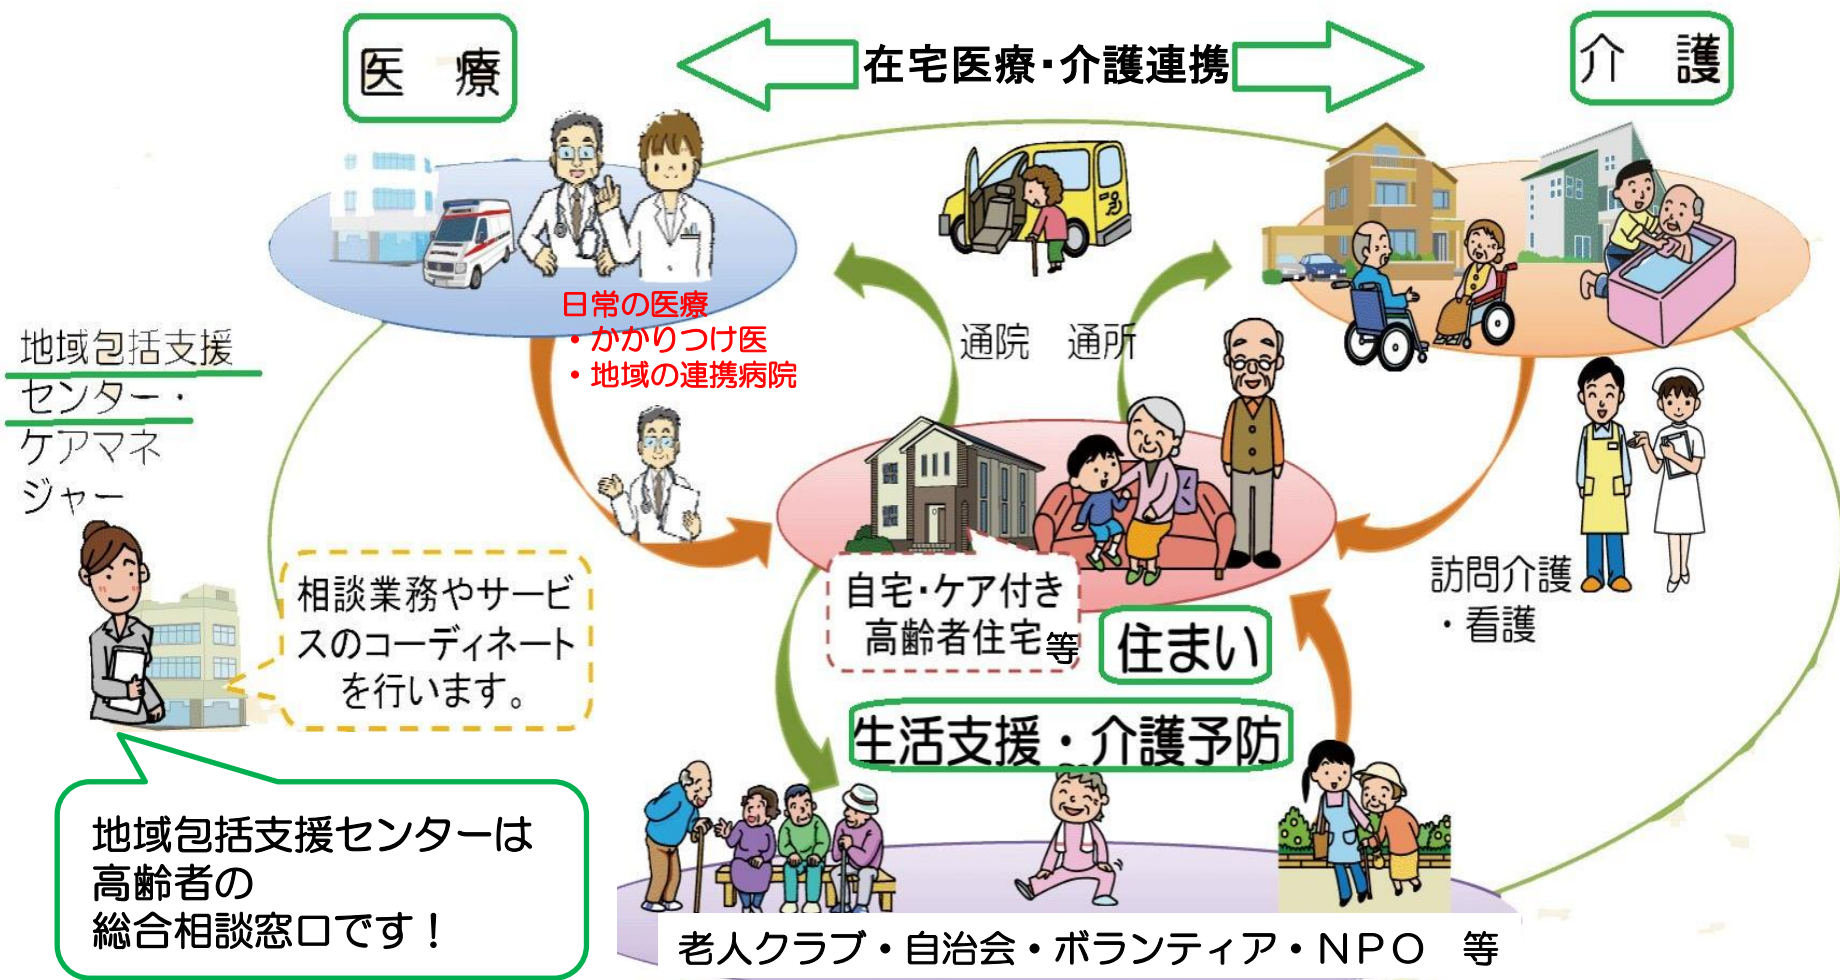 医　療
在宅医療・介護連携
介　護
日常の医療
・かかりつけ医
・地域の連携病院
通院　通所
地域包括支援
センター・
ケアマネ
ジャー
相談業務やサービ
スのコーディネート
を行います。
自宅・ケア付き
高齢者住宅等
住まい
訪問介護
・看護
生活支援・介護予防
地域包括支援センターは
高齢者の
総合相談窓口です！
老人クラブ・自治会・ボランティア・ＮＰＯ　等